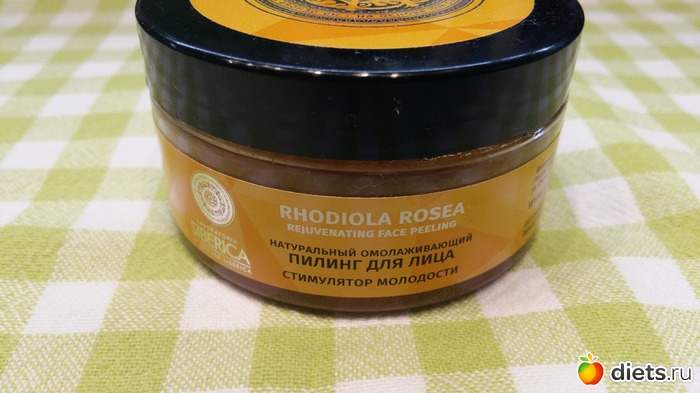 RHODIOLA ROSEA
REJUVENATING FACE PEELING
НАТУРАЛЬНЫЙ ОМОЛАЖИВАЮЩИЙ
ПИЛИНГ ДЛЯ ЛИЦА
СТИМУЛЯТОР МОЛОДОСТИ
SIBERICA
diets.ru